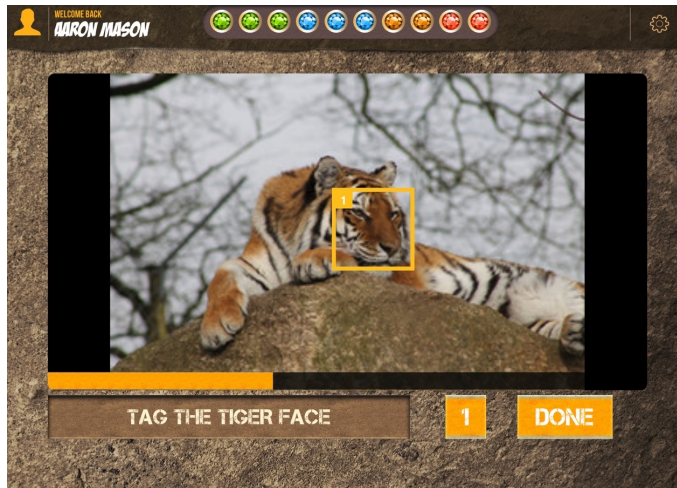 WELCOME BACK
AARON MASON
1
TAG THE TIGER FACE
1
DONE